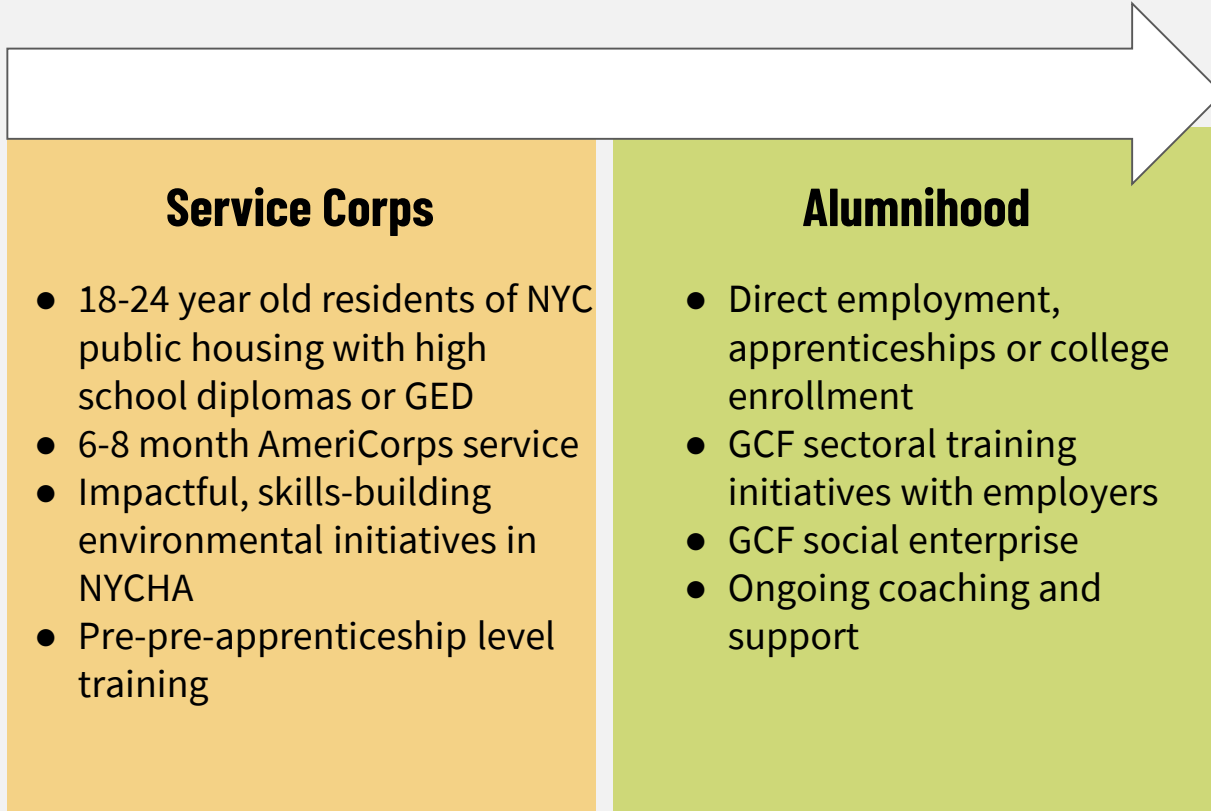 Service Corps
● 18-24 year old residents of NYC
public housing with high
school diplomas or GED
● 6-8 month AmeriCorps service
● Impactful, skills-building
environmental initiatives in
NYCHA
● Pre-pre-apprenticeship level
training
Alumnihood
● Direct employment,
apprenticeships or college
enrollment
● GCF sectoral training
initiatives with employers
● GCF social enterprise
● Ongoing coaching and
support